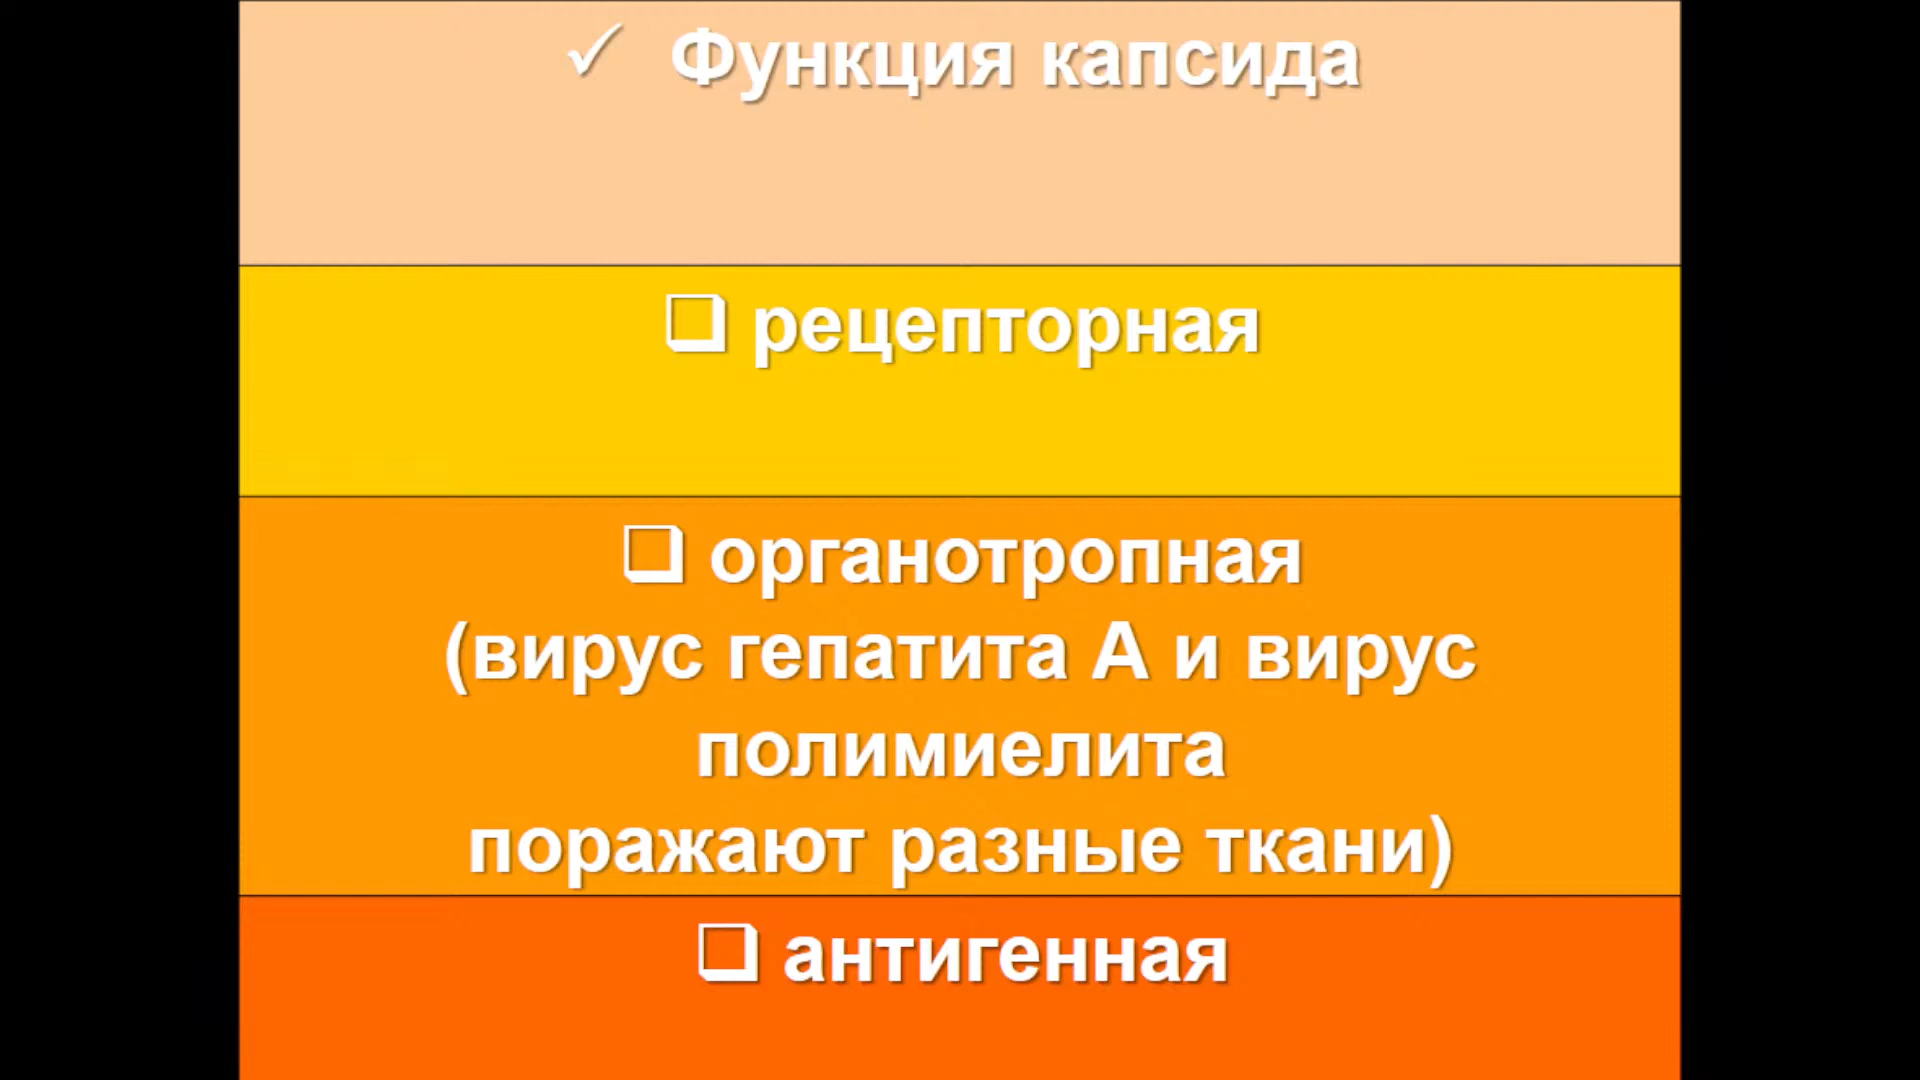 ✓ Функция капсида
❑ рецепторная
❑ органотропная
(вирус гепатита А и вирус
полимиелита
поражают разные ткани)
❑ антигенная